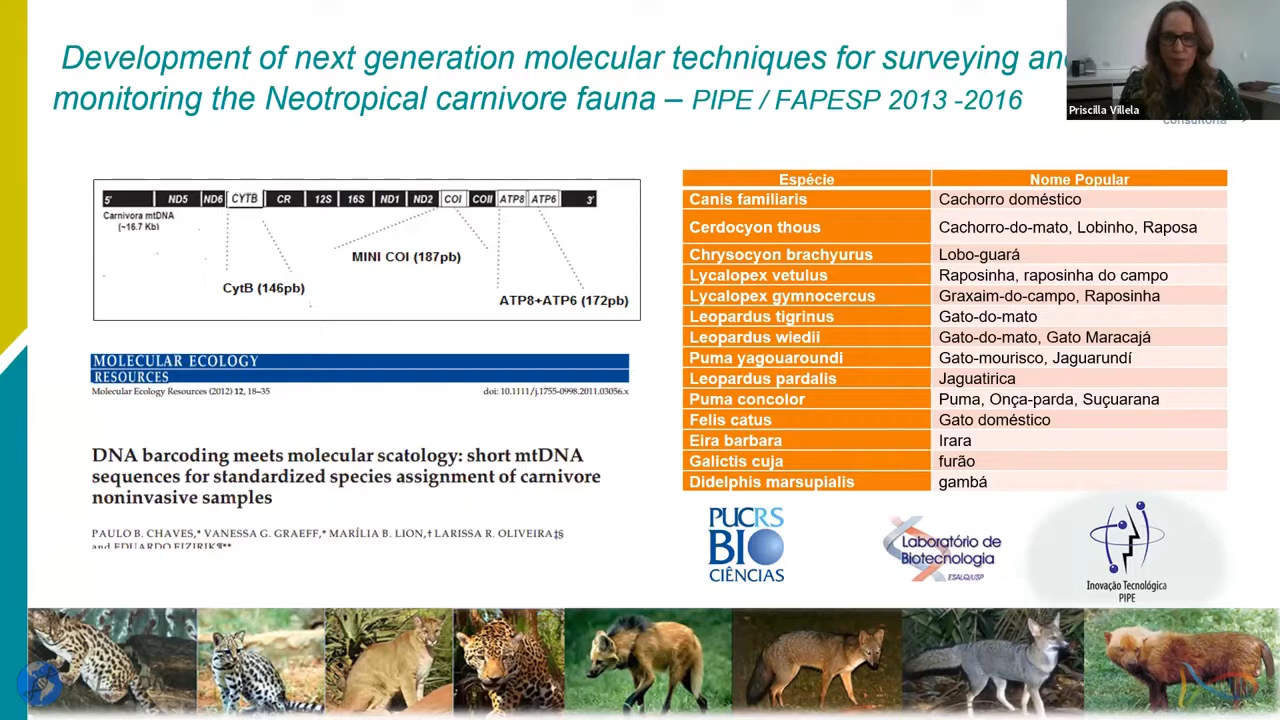 Development of next generation molecular techniques for surveying and
monitoring the Neotropical carnivore fauna – PIPE / FAPESP 2013 -2016
Priscilla Villela
consultoria
5' ND5 ND6 CYTB CR 12S 16S ND1 ND2 COI COII ATP8 ATP6 3'
Carnivora mtDNA
(~16.7 Kb)
MINI COI (187pb)
CytB (146pb)
ATP8+ATP6 (172pb)
MOLECULAR ECOLOGY
RESOURCES
Molecular Ecology Resources (2012) 12, 18–35 doi: 10.1111/j.1755-0998.2011.03056.x
DNA barcoding meets molecular scatology: short mtDNA
sequences for standardized species assignment of carnivore
noninvasive samples
PAULO B. CHAVES,* VANESSA G. GRAEFF,* MARÍLIA B. LION,† LARISSA R. OLIVEIRA‡§
and EDUARDO EIZIRIK¶**
Espécie Nome Popular
Canis familiaris Cachorro doméstico
Cerdocyon thous Cachorro-do-mato, Lobinho, Raposa
Chrysocyon brachyurus Lobo-guará
Lycalopex vetulus Raposinha, raposinha do campo
Lycalopex gymnocercus Graxaim-do-campo, Raposinha
Leopardus tigrinus Gato-do-mato
Leopardus wiedii Gato-do-mato, Gato Maracajá
Puma yagouaroundi Gato-mourisco, Jaguarundí
Leopardus pardalis Jaguatirica
Puma concolor Puma, Onça-parda, Suçuarana
Felis catus Gato doméstico
Eira barbara Irara
Galictis cuja furão
Didelphis marsupialis gambá
PUCRS
BIO
CIÊNCIAS
Laboratório de
Biotecnologia
ESALQ/USP
Inovação Tecnológica
PIPE